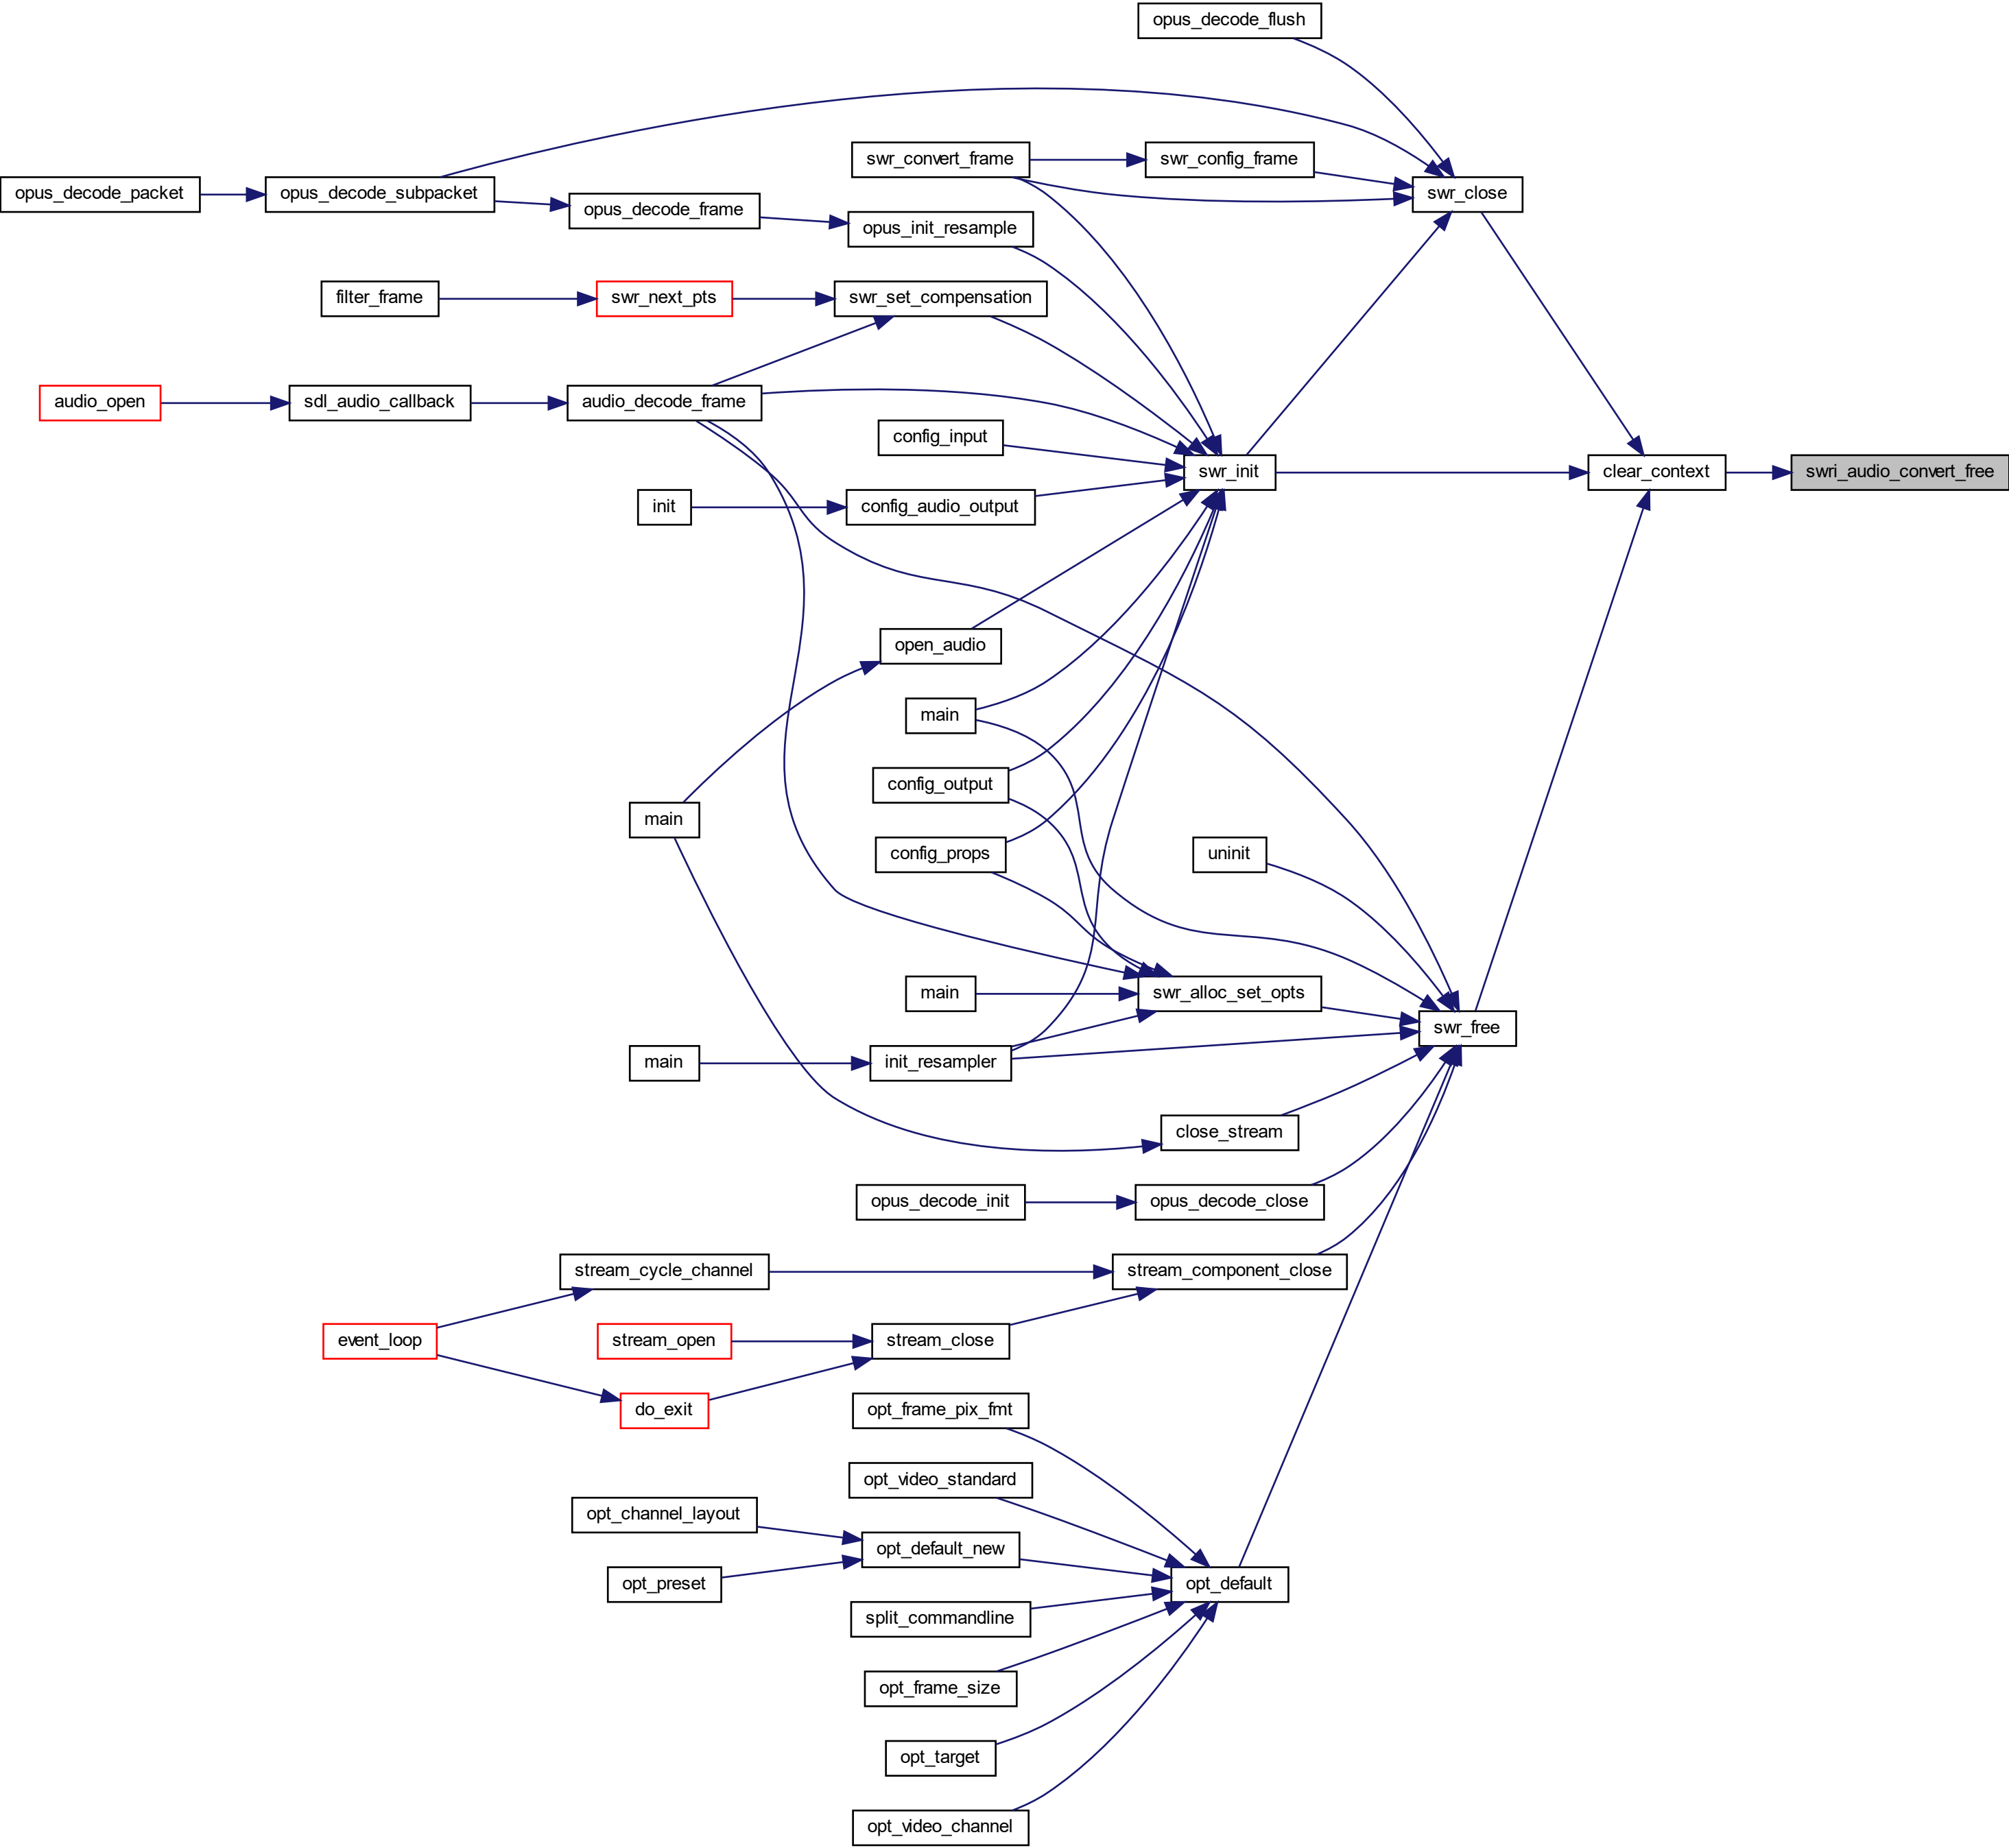 opus_decode_flush
swr_convert_frame
swr_config_frame
opus_decode_packet
opus_decode_subpacket
swr_close
opus_decode_frame
opus_init_resample
filter_frame
swr_next_pts
swr_set_compensation
audio_open
sdl_audio_callback
audio_decode_frame
config_input
swr_init
clear_context
swri_audio_convert_free
init
config_audio_output
open_audio
main
config_output
main
config_props
uninit
main
swr_alloc_set_opts
swr_free
main
init_resampler
close_stream
opus_decode_init
opus_decode_close
stream_cycle_channel
stream_component_close
event_loop
stream_open
stream_close
do_exit
opt_frame_pix_fmt
opt_video_standard
opt_channel_layout
opt_default_new
opt_preset
opt_default
split_commandline
opt_frame_size
opt_target
opt_video_channel